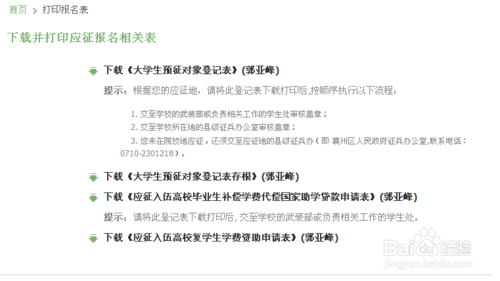 首页 > 打印报名表
下载并打印应征报名相关表
下载《大学生预征对象登记表》(郭亚峰)
提示：根据您的应征地，请将此登记表下载打印后,按顺序执行以下流程：
1. 交至学校的武装部或负责相关工作的学生处审核盖章；
2. 交至学校所在地的县级征兵办公室审核盖章；
3. 您未在院校地应征，还须交至应征地的县级征兵办（即 襄州区人民政府征兵办公室,联系电话：
0710-2301218）。
下载《大学生预征对象登记表存根》(郭亚峰)
下载《应征入伍高校毕业生补偿学费代偿国家助学贷款申请表》(郭亚峰)
提示：请将此登记表下载打印后, 交至学校的武装部或负责相关工作的学生处。
下载《应征入伍高校复学生学费资助申请表》(郭亚峰)
Baidu经验
jingyan.baidu.com